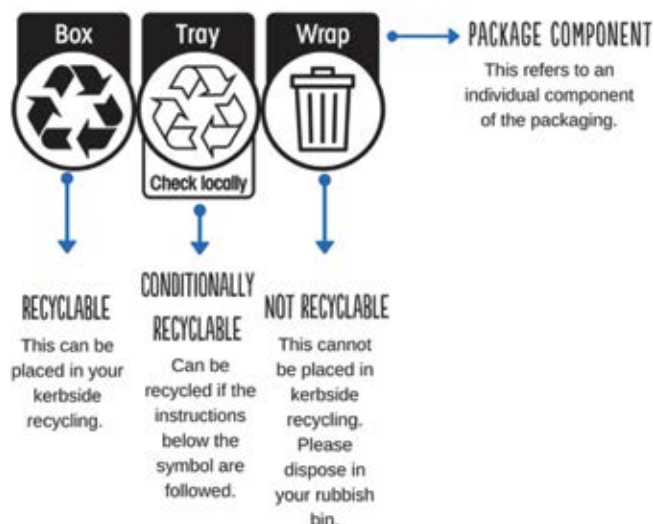 Box
Tray
Wrap
Check locally
PACKAGE COMPONENT
This refers to an
individual component
of the packaging.
RECYCLABLE
This can be
placed in your
kerbside
recycling.
CONDITIONALLY
RECYCLABLE
Can be
recycled if the
instructions
below the
symbol are
followed.
NOT RECYCLABLE
This cannot
be placed in
kerbside
recycling.
Please
dispose in
your rubbish
bin.